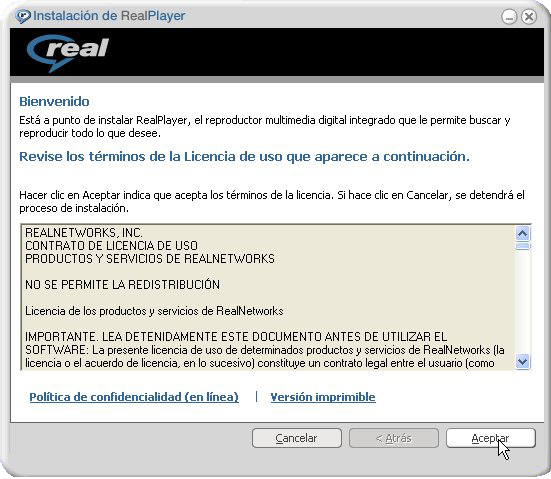 Instalación de RealPlayer
real
Bienvenido
Está a punto de instalar RealPlayer, el reproductor multimedia digital integrado que le permite buscar y
reproducir todo lo que desee.
Revise los términos de la Licencia de uso que aparece a continuación.
Hacer clic en Aceptar indica que acepta los términos de la licencia. Si hace clic en Cancelar, se detendrá el
proceso de instalación.
REALNETWORKS, INC.
CONTRATO DE LICENCIA DE USO
PRODUCTOS Y SERVICIOS DE REALNETWORKS
NO SE PERMITE LA REDISTRIBUCIÓN
Licencia de los productos y servicios de RealNetworks
IMPORTANTE. LEA DETENIDAMENTE ESTE DOCUMENTO ANTES DE UTILIZAR EL
SOFTWARE: La presente licencia de uso de determinados productos y servicios de RealNetworks (la
licencia o el acuerdo de licencia, en lo sucesivo) constituye un contrato legal entre el usuario (como
Política de confidencialidad (en línea) | Versión imprimible
Cancelar < Atrás Aceptar